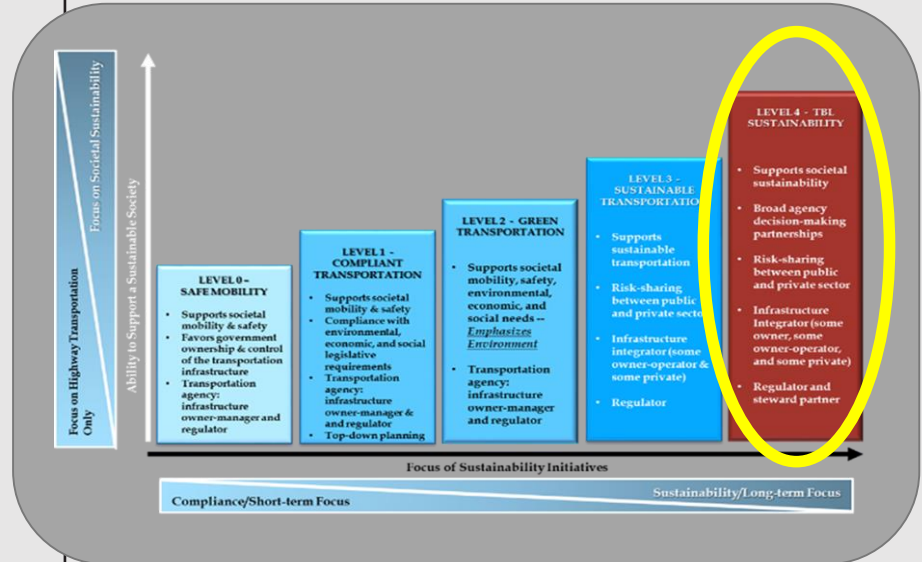 Focus on Highway Transportation
Only
Focus on Societal Sustainability
Ability to Support a Sustainable Society
LEVEL 0 –
SAFE MOBILITY
• Supports societal
mobility & safety
• Favors government
ownership & control
of the transportation
infrastructure
• Transportation
agency:
infrastructure
owner-manager and
regulator
LEVEL 1 -
COMPLIANT
TRANSPORTATION
• Supports societal
mobility & safety
• Compliance with
environmental,
economic, and social
legislative
requirements
• Transportation
agency:
infrastructure
owner-manager &
and regulator
• Top-down planning
LEVEL 2 - GREEN
TRANSPORTATION
• Supports societal
mobility, safety,
environmental,
economic, and
social needs --
Emphasizes
Environment
• Transportation
agency:
infrastructure
owner-manager
and regulator
LEVEL 3 -
SUSTAINABLE
TRANSPORTATION
• Supports
sustainable
transportation
• Risk-sharing
between public
and private secto
• Infrastructure
integrator (some
owner-operator &
some private)
• Regulator
LEVEL 4 - TBL
SUSTAINABILITY
• Supports societal
sustainability
• Broad agency
decision-making
partnerships
• Risk-sharing
between public
and private sector
• Infrastructure
Integrator (some
owner, some
owner-operator,
and some private)
• Regulator and
steward partner
Focus of Sustainability Initiatives
Compliance/Short-term Focus
Sustainability/Long-term Focus